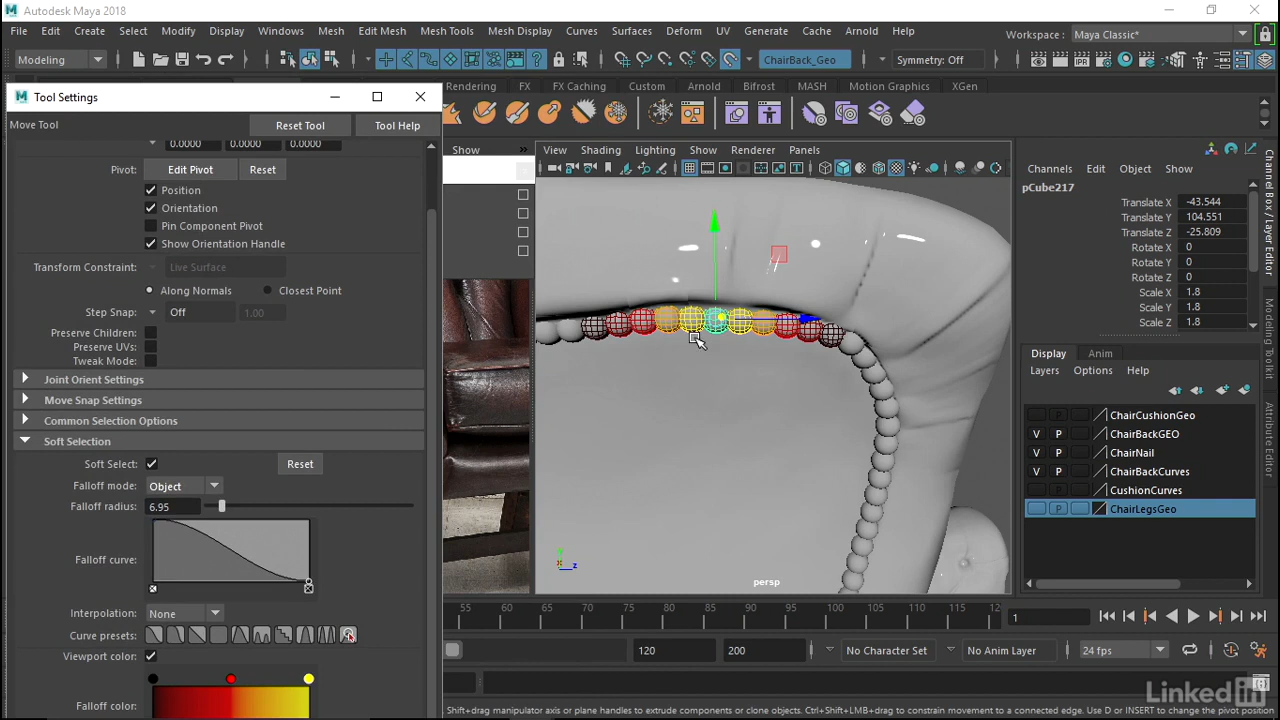 Autodesk Maya 2018
File Edit Create Select Modify Display Windows Mesh Edit Mesh Mesh Tools Mesh Display Curves Surfaces Deform UV Generate Cache Arnold Help Workspace : Maya Classic*
Modeling ChairBack_Geo Symmetry: Off
Tool Settings
Rendering FX FX Caching Custom Arnold Bifrost MASH Motion Graphics XGen
Move Tool Reset Tool Tool Help
0.0000 0.0000 0.0000
Show
View Shading Lighting Show Renderer Panels
Pivot: Edit Pivot Reset
Position
Orientation
Pin Component Pivot
Show Orientation Handle
Transform Constraint: Live Surface
Along Normals Closest Point
Step Snap: Off 1.00
Preserve Children:
Preserve UVs:
Tweak Mode:
Joint Orient Settings
Move Snap Settings
Common Selection Options
Soft Selection
Soft Select: Reset
Falloff mode: Object
Falloff radius: 6.95
Falloff curve:
Interpolation: None
Curve presets:
Viewport color:
Falloff color:
y
x z
persp
Channels Edit Object Show
pCube217
Translate X -43.544
Translate Y 104.551
Translate Z -25.809
Rotate X 0
Rotate Y 0
Rotate Z 0
Scale X 1.8
Scale Y 1.8
Scale Z 1.8
Display Anim
Layers Options Help
ChairCushionGeo
V P ChairBackGEO
V P ChairNail
V P ChairBackCurves
CushionCurves
P ChairLegsGeo
Channel Box / Layer Editor
Modeling Toolkit
Attribute Editor
55 60 65 70 75 80 85 90 95 100 105 110 115 120
1
120 200 No Character Set No Anim Layer 24 fps
Shift+drag manipulator axis or plane handles to extrude components or clone objects. Ctrl+Shift+LMB+drag to constrain movement to a connected edge. Use D or INSERT to change the pivot position
Linked in